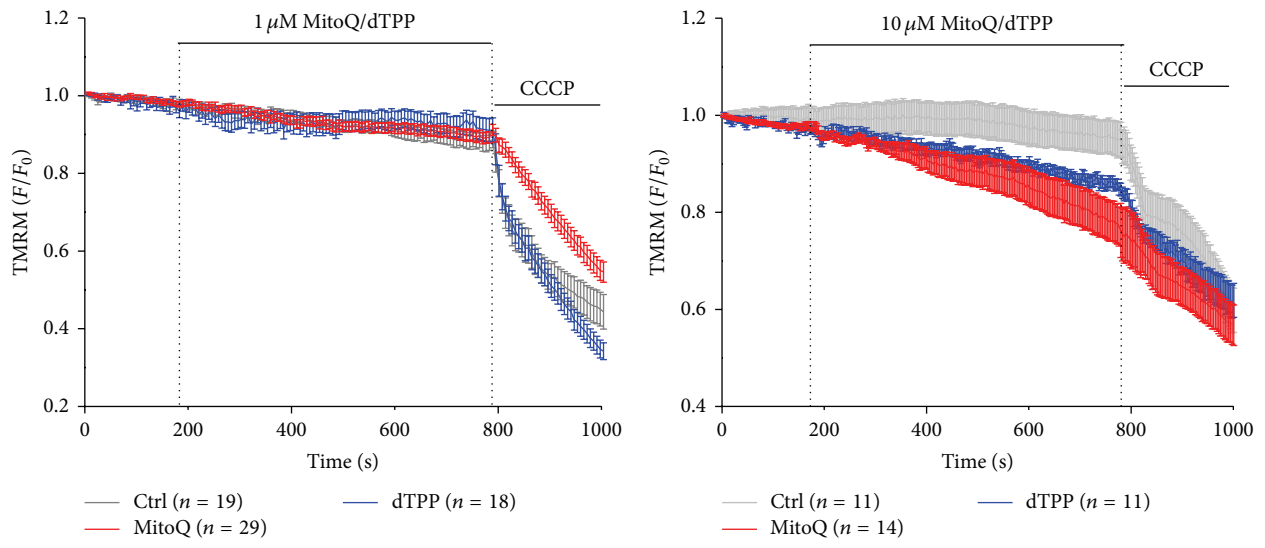 1 μM MitoQ/dTPP
CCCP
TMRM (F/F0)
1.2
1.0
0.8
0.6
0.4
0.2
0 200 400 600 800 1000
Time (s)
Ctrl (n = 19)
dTPP (n = 18)
MitoQ (n = 29)
10 μM MitoQ/dTPP
CCCP
TMRM (F/F0)
1.2
1.0
0.8
0.6
0.4
0 200 400 600 800 1000
Time (s)
Ctrl (n = 11)
dTPP (n = 11)
MitoQ (n = 14)